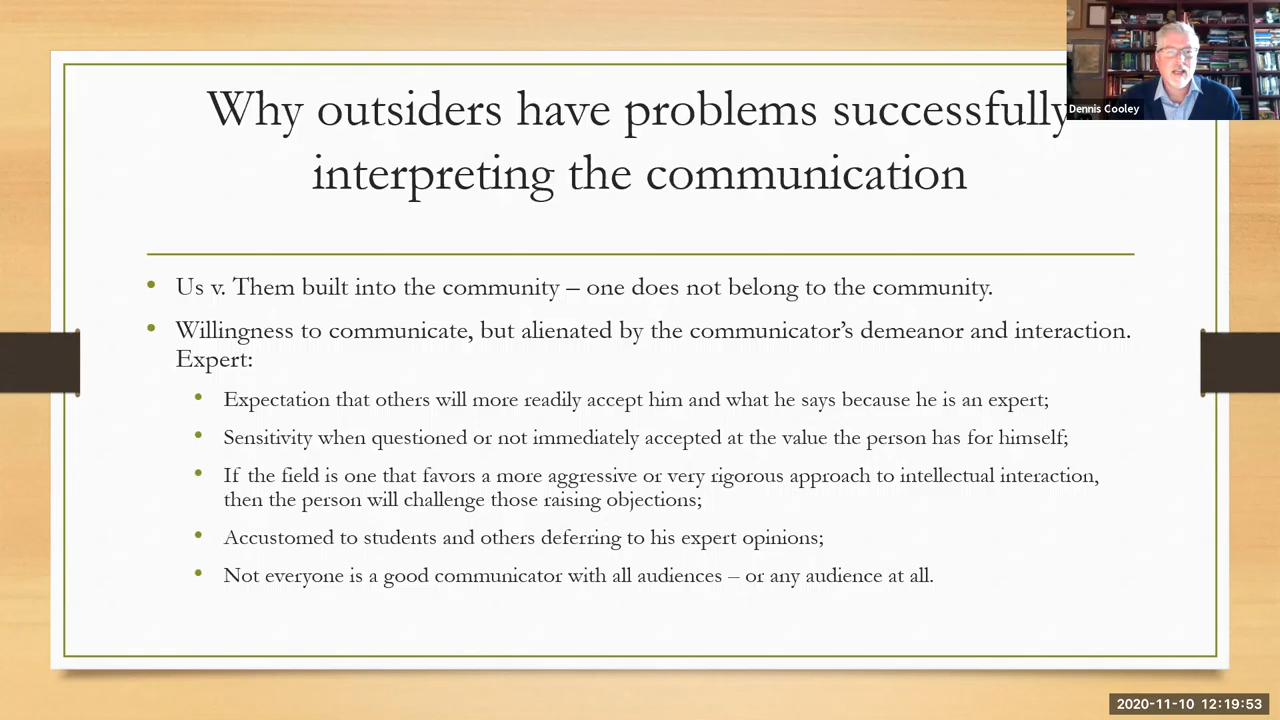 Why outsiders have problems successfully
interpreting the communication
Dennis Cooley
• Us v. Them built into the community – one does not belong to the community.
• Willingness to communicate, but alienated by the communicator’s demeanor and interaction.
Expert:
• Expectation that others will more readily accept him and what he says because he is an expert;
• Sensitivity when questioned or not immediately accepted at the value the person has for himself;
• If the field is one that favors a more aggressive or very rigorous approach to intellectual interaction,
then the person will challenge those raising objections;
• Accustomed to students and others deferring to his expert opinions;
• Not everyone is a good communicator with all audiences – or any audience at all.
2020-11-10 12:19:53